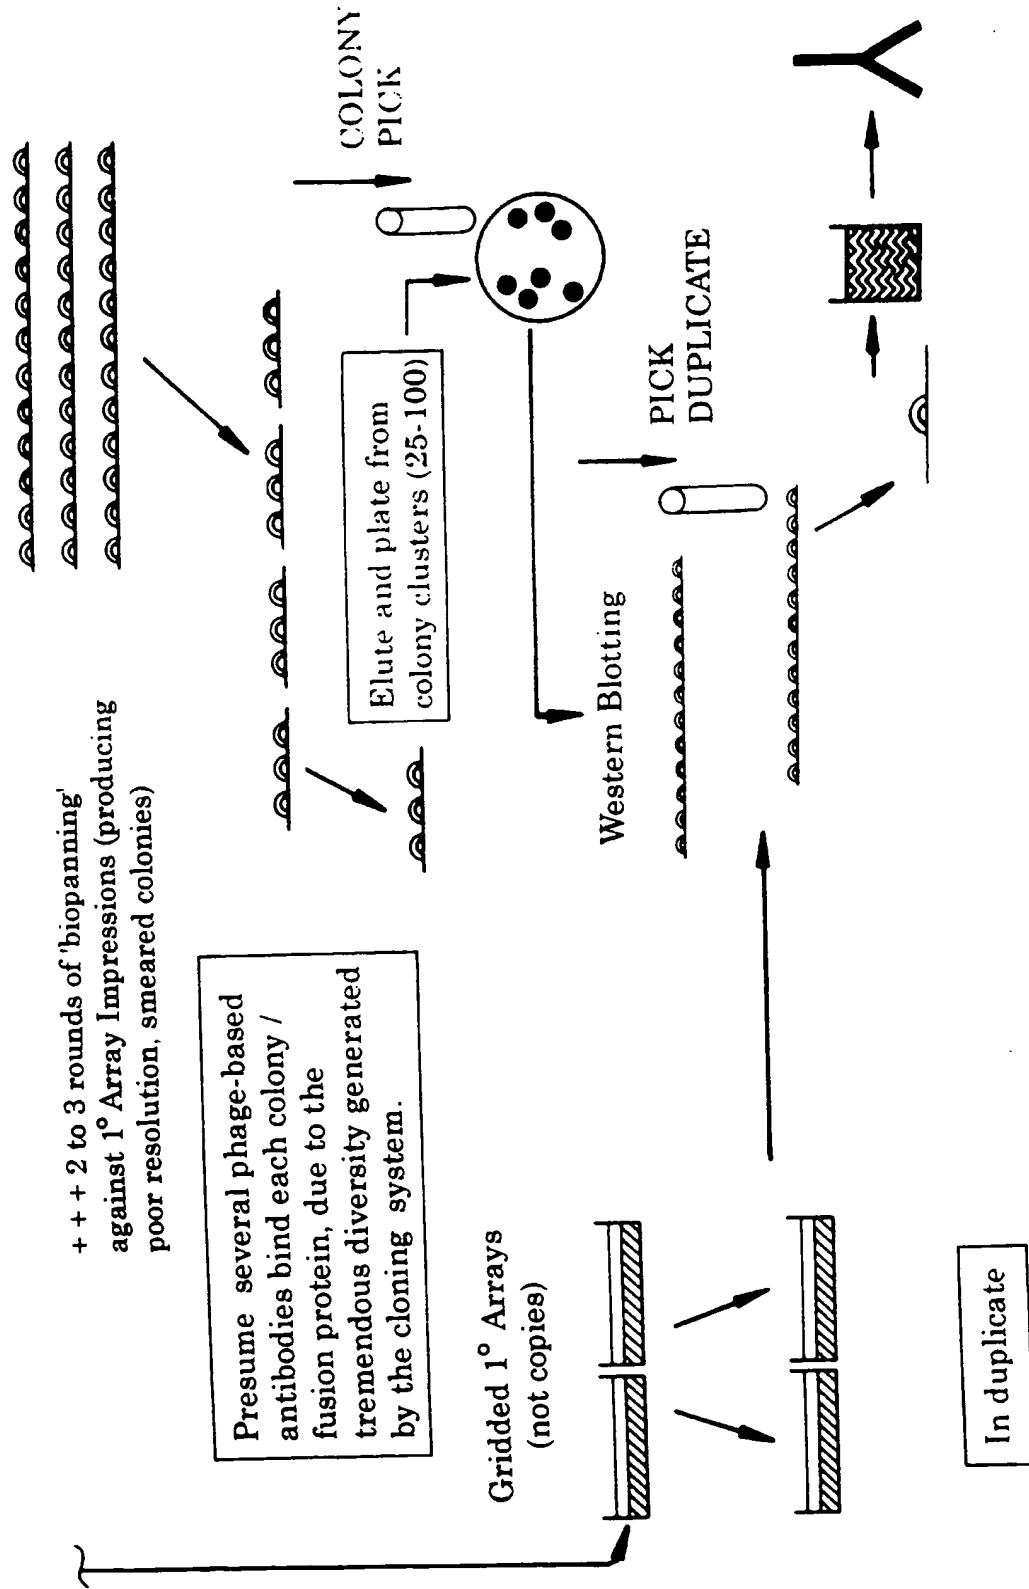 + + + 2 to 3 rounds of 'biopanning'
against 1° Array Impressions (producing
poor resolution, smeared colonies)
Presume several phage-based
antibodies bind each colony /
fusion protein, due to the
tremendous diversity generated
by the cloning system.
COLONY
PICK
Elute and plate from
colony clusters (25-100)
Gridded 1° Arrays
(not copies)
Western Blotting
PICK
DUPLICATE
In duplicate